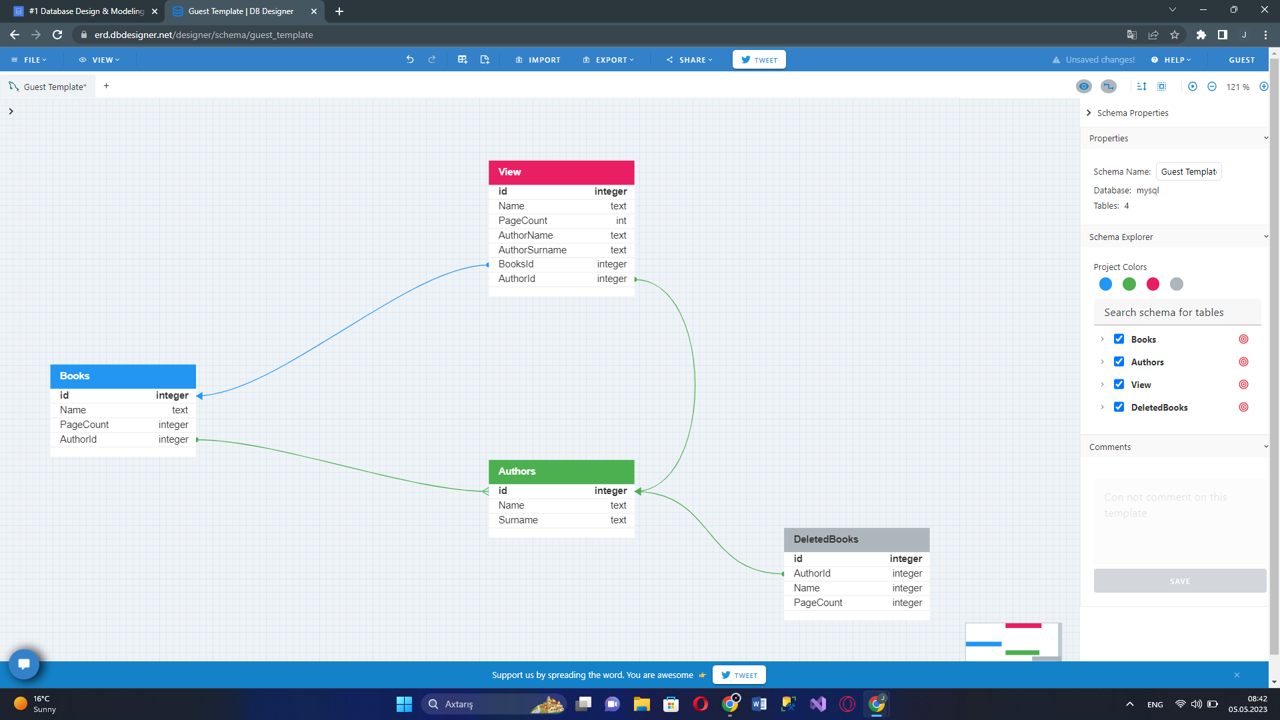 #1 Database Design & Modeling
Guest Template | DB Designer
erd.dbdesigner.net/designer/schema/guest_template
J
FILE
VIEW
IMPORT
EXPORT
SHARE
TWEET
Unsaved changes!
HELP
GUEST
Guest Template*
121 %
Schema Properties
Properties
Schema Name: Guest Templat
Database: mysql
Tables: 4
Schema Explorer
Project Colors
Search schema for tables
Books
Authors
View
DeletedBooks
Comments
Con not comment on this
template
SAVE
View
id integer
Name text
PageCount int
AuthorName text
AuthorSurname text
BooksId integer
AuthorId integer
Books
id integer
Name text
PageCount integer
AuthorId integer
Authors
id integer
Name text
Surname text
DeletedBooks
id integer
AuthorId integer
Name integer
PageCount integer
Support us by spreading the word. You are awesome 👉 TWEET
16°C
Sunny
Axtarış
ENG
08:42
05.05.2023